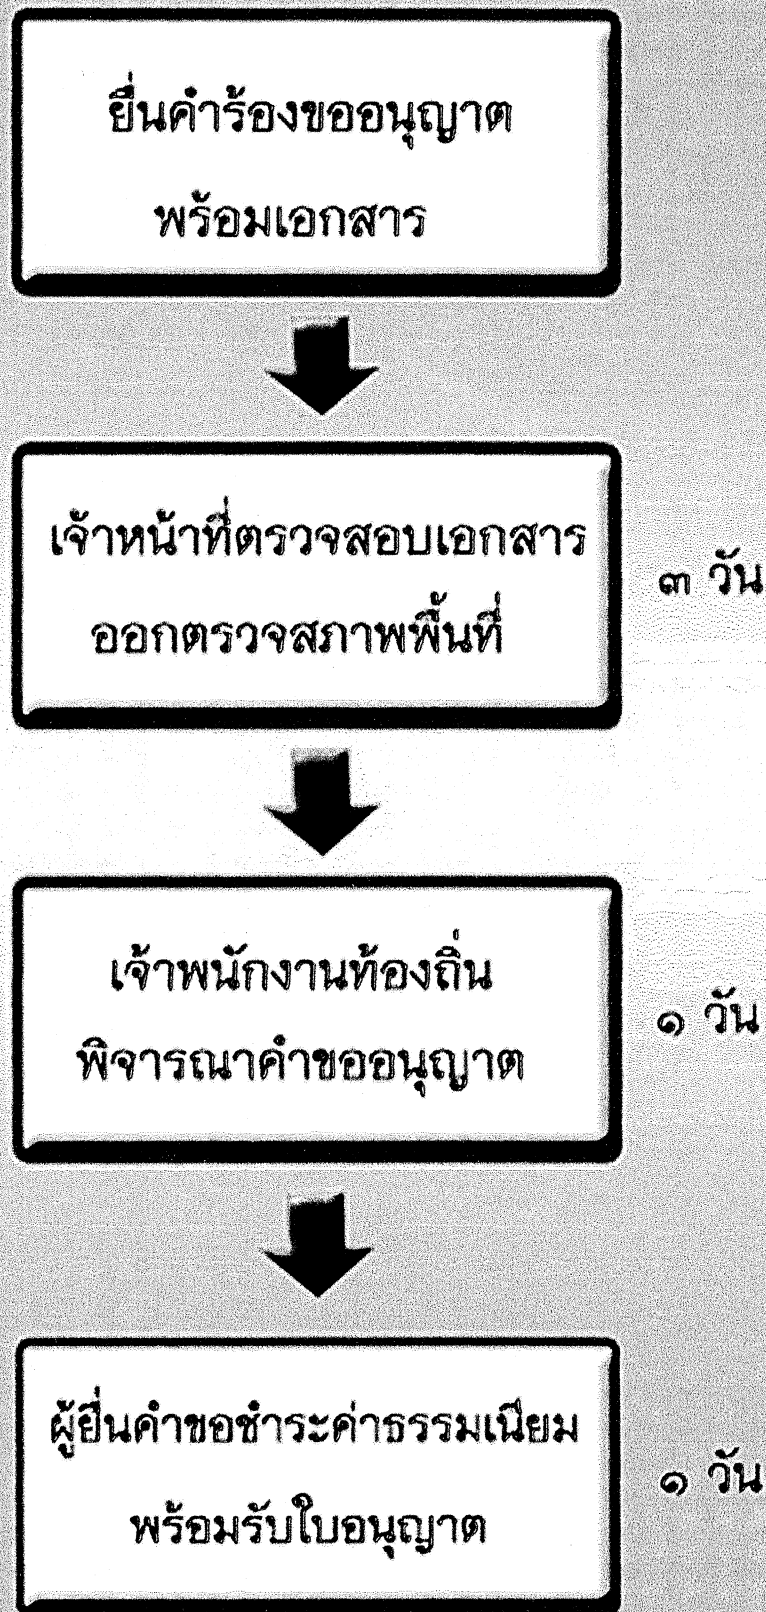 ยื่นคำร้องขออนุญาต
พร้อมเอกสาร
เจ้าหน้าที่ตรวจสอบเอกสาร
ออกตรวจสภาพพื้นที่
๓ วัน
เจ้าพนักงานท้องถิ่น
พิจารณาคำขออนุญาต
๑ วัน
ผู้ยื่นคำขอชำระค่าธรรมเนียม
พร้อมรับใบอนุญาต
๑ วัน